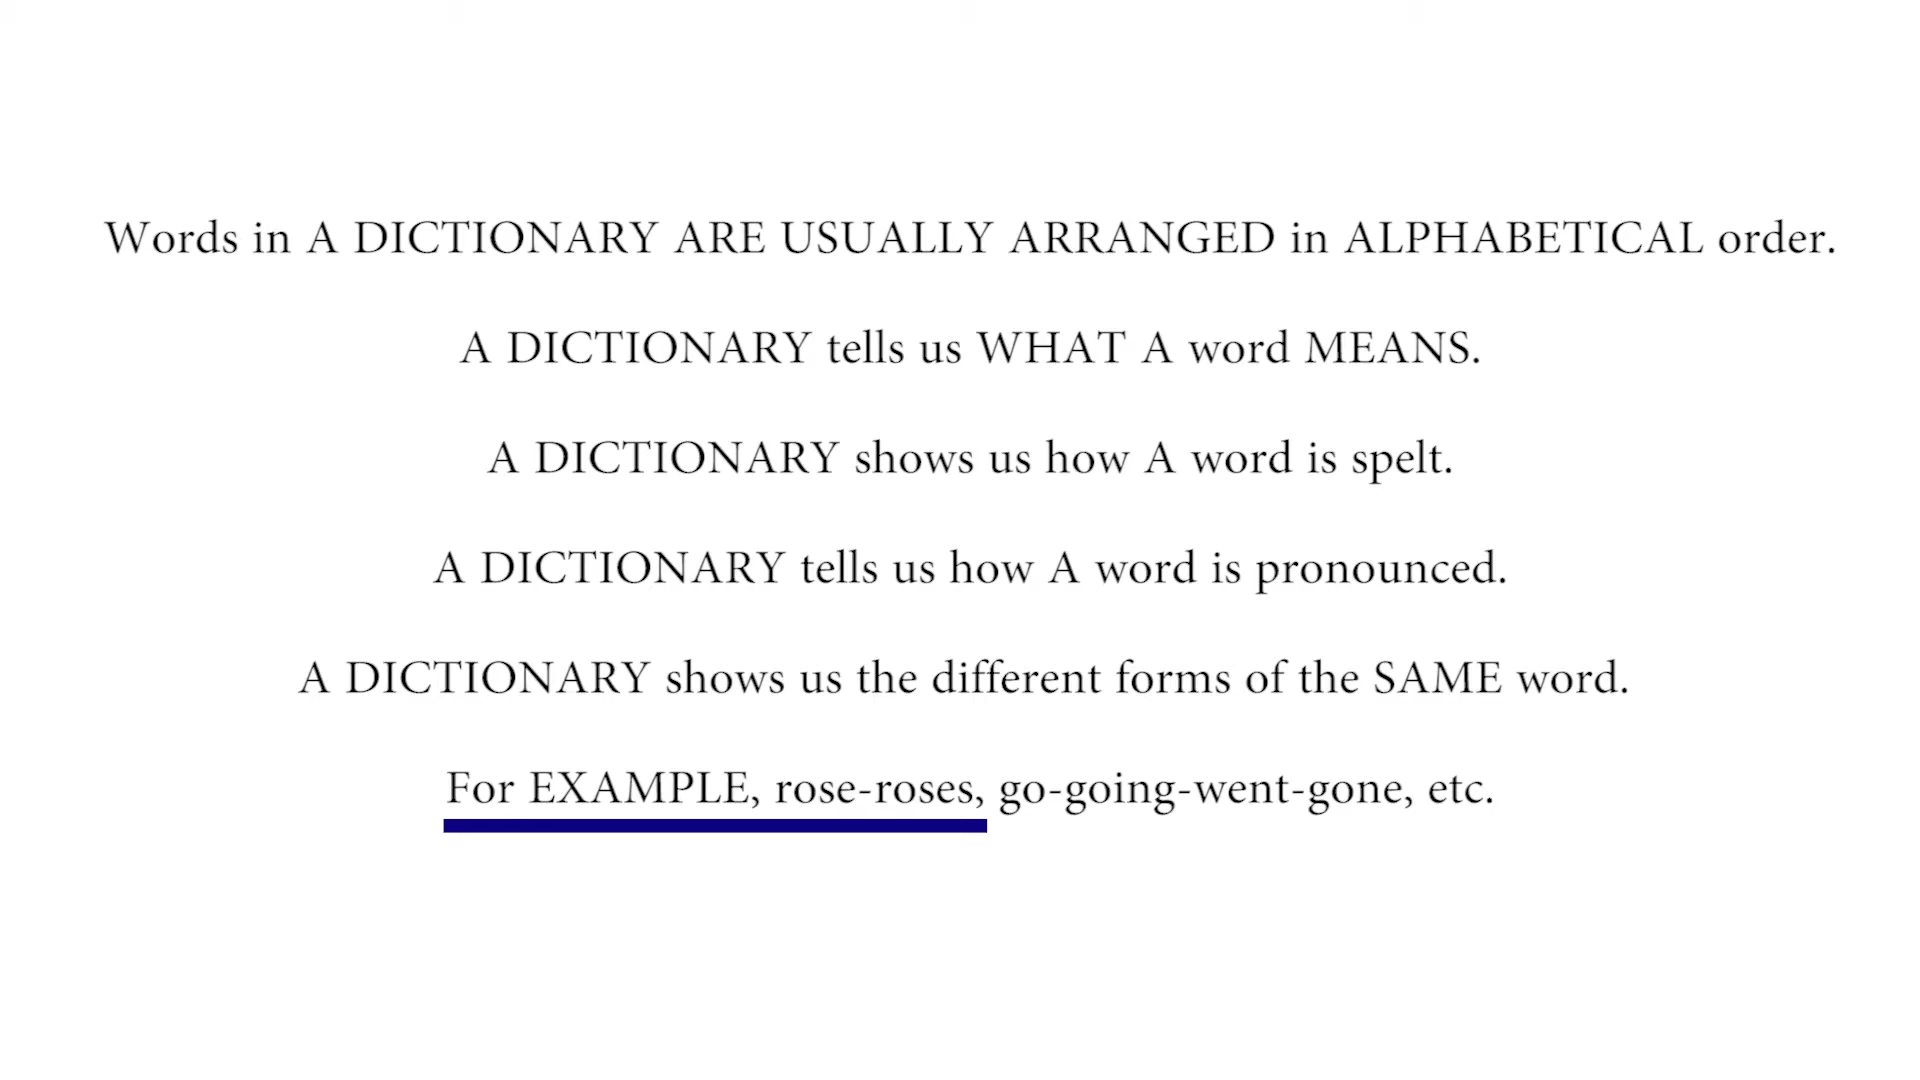 Words in A DICTIONARY ARE USUALLY ARRANGED in ALPHABETICAL order.
A DICTIONARY tells us WHAT A word MEANS.
A DICTIONARY shows us how A word is spelt.
A DICTIONARY tells us how A word is pronounced.
A DICTIONARY shows us the different forms of the SAME word.
For EXAMPLE, rose-roses, go-going-went-gone, etc.